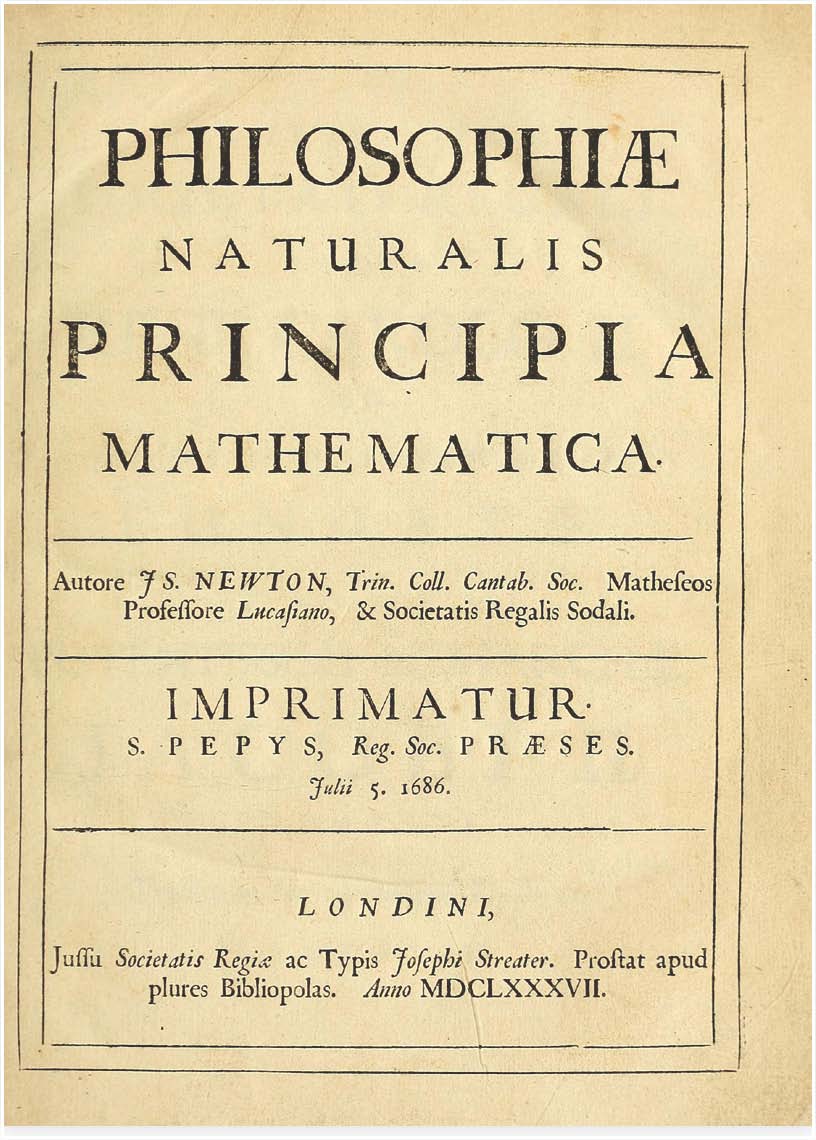 PHILOSOPHIÆ
NATURALIS
PRINCIPIA
MATHEMATICA.
Autore JS. NEWTON, Trin. Coll. Cantab. Soc. Matheſeos
Profeſſore Lucaſiano, & Societatis Regalis Sodali.
IMPRIMATUR.
S. PEPYS, Reg. Soc. PRÆSES.
Julii 5. 1686.
LONDINI,
Juſſu Societatis Regiæ ac Typis Joſephi Streater. Proſtat apud
plures Bibliopolas. Anno MDCLXXXVII.